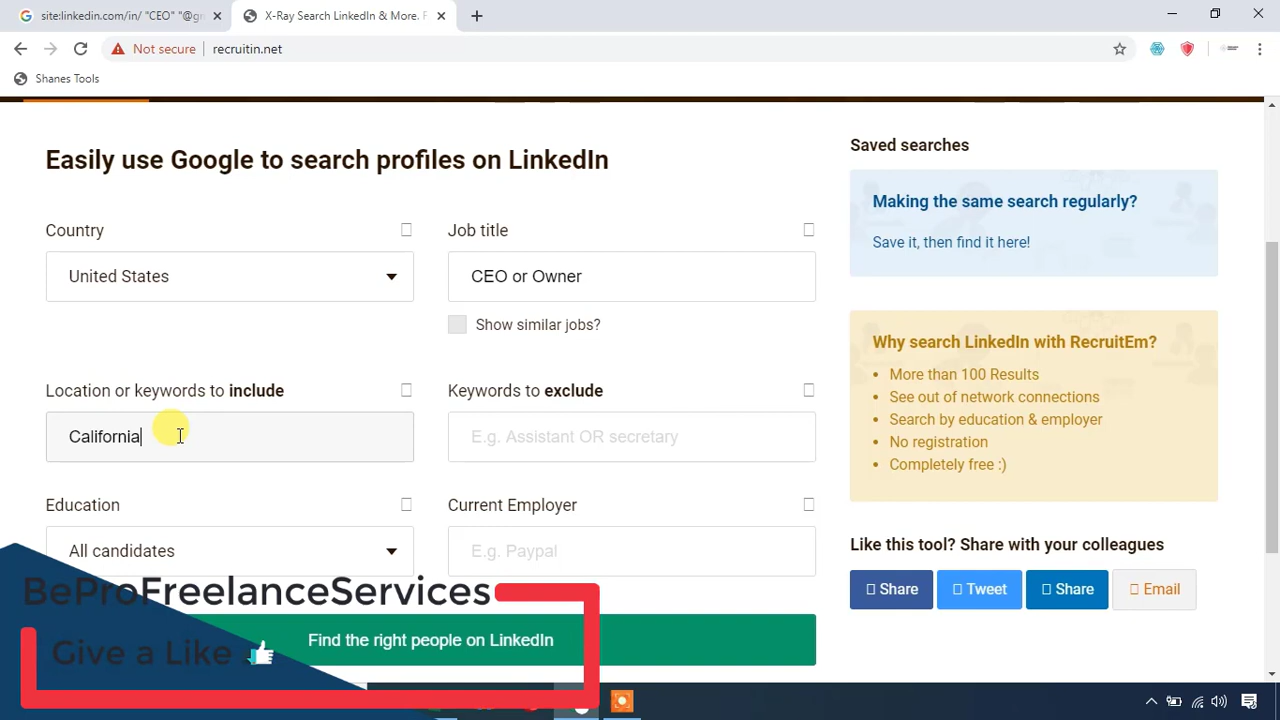 site:linkedin.com/in/ "CEO" "@gr
X-Ray Search LinkedIn & More. F
Not secure
recruitin.net
Shanes Tools
Easily use Google to search profiles on LinkedIn
Country
United States
Job title
CEO or Owner
Show similar jobs?
Location or keywords to include
California
Keywords to exclude
E.g. Assistant OR secretary
Education
All candidates
Current Employer
E.g. Paypal
Find the right people on LinkedIn
BeProFreelanceServices
Give a Like
Saved searches
Making the same search regularly?
Save it, then find it here!
Why search LinkedIn with RecruitEm?
More than 100 Results
See out of network connections
Search by education & employer
No registration
Completely free :)
Like this tool? Share with your colleagues
Share
Tweet
Share
Email